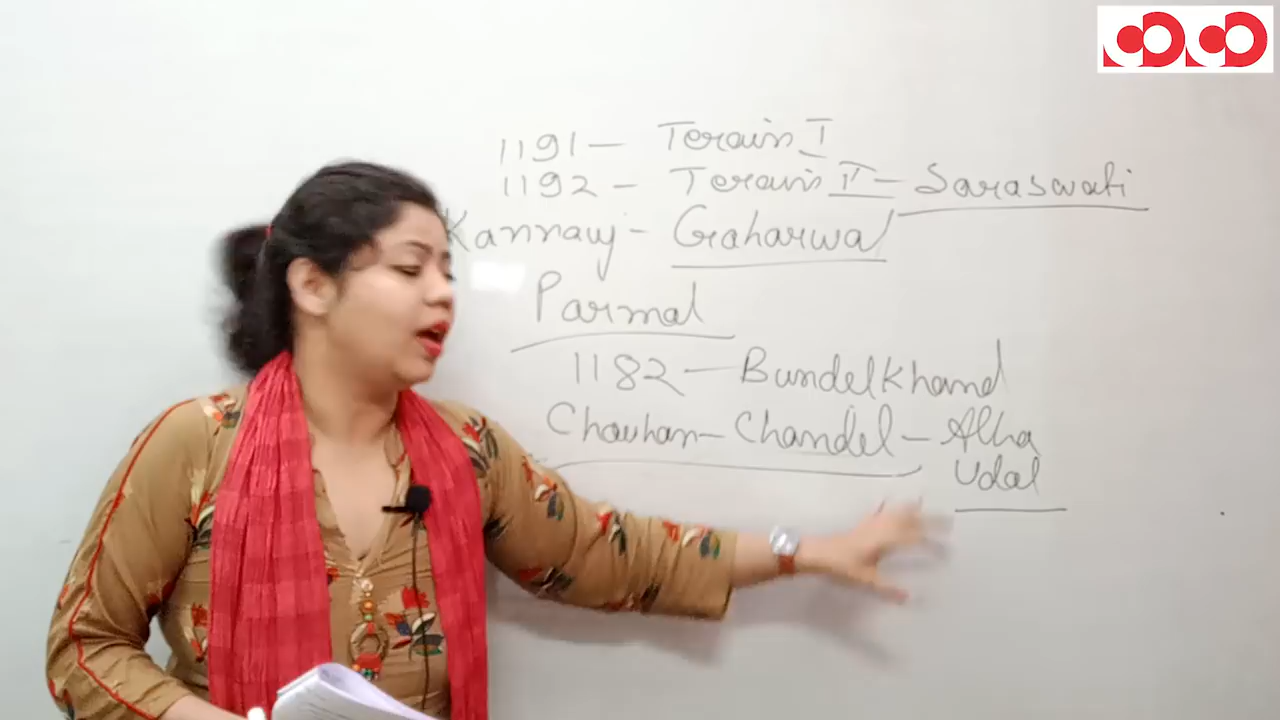 1191 - Terain I
1192 - Terain II - Saraswati
Kannauj - Gaharwal
Parmal
1182 - Bundelkhand
Chauhan - Chandel - Alha
Udal